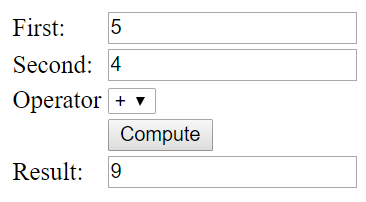 First: 5
Second: 4
Operator + ▼
Compute
Result: 9